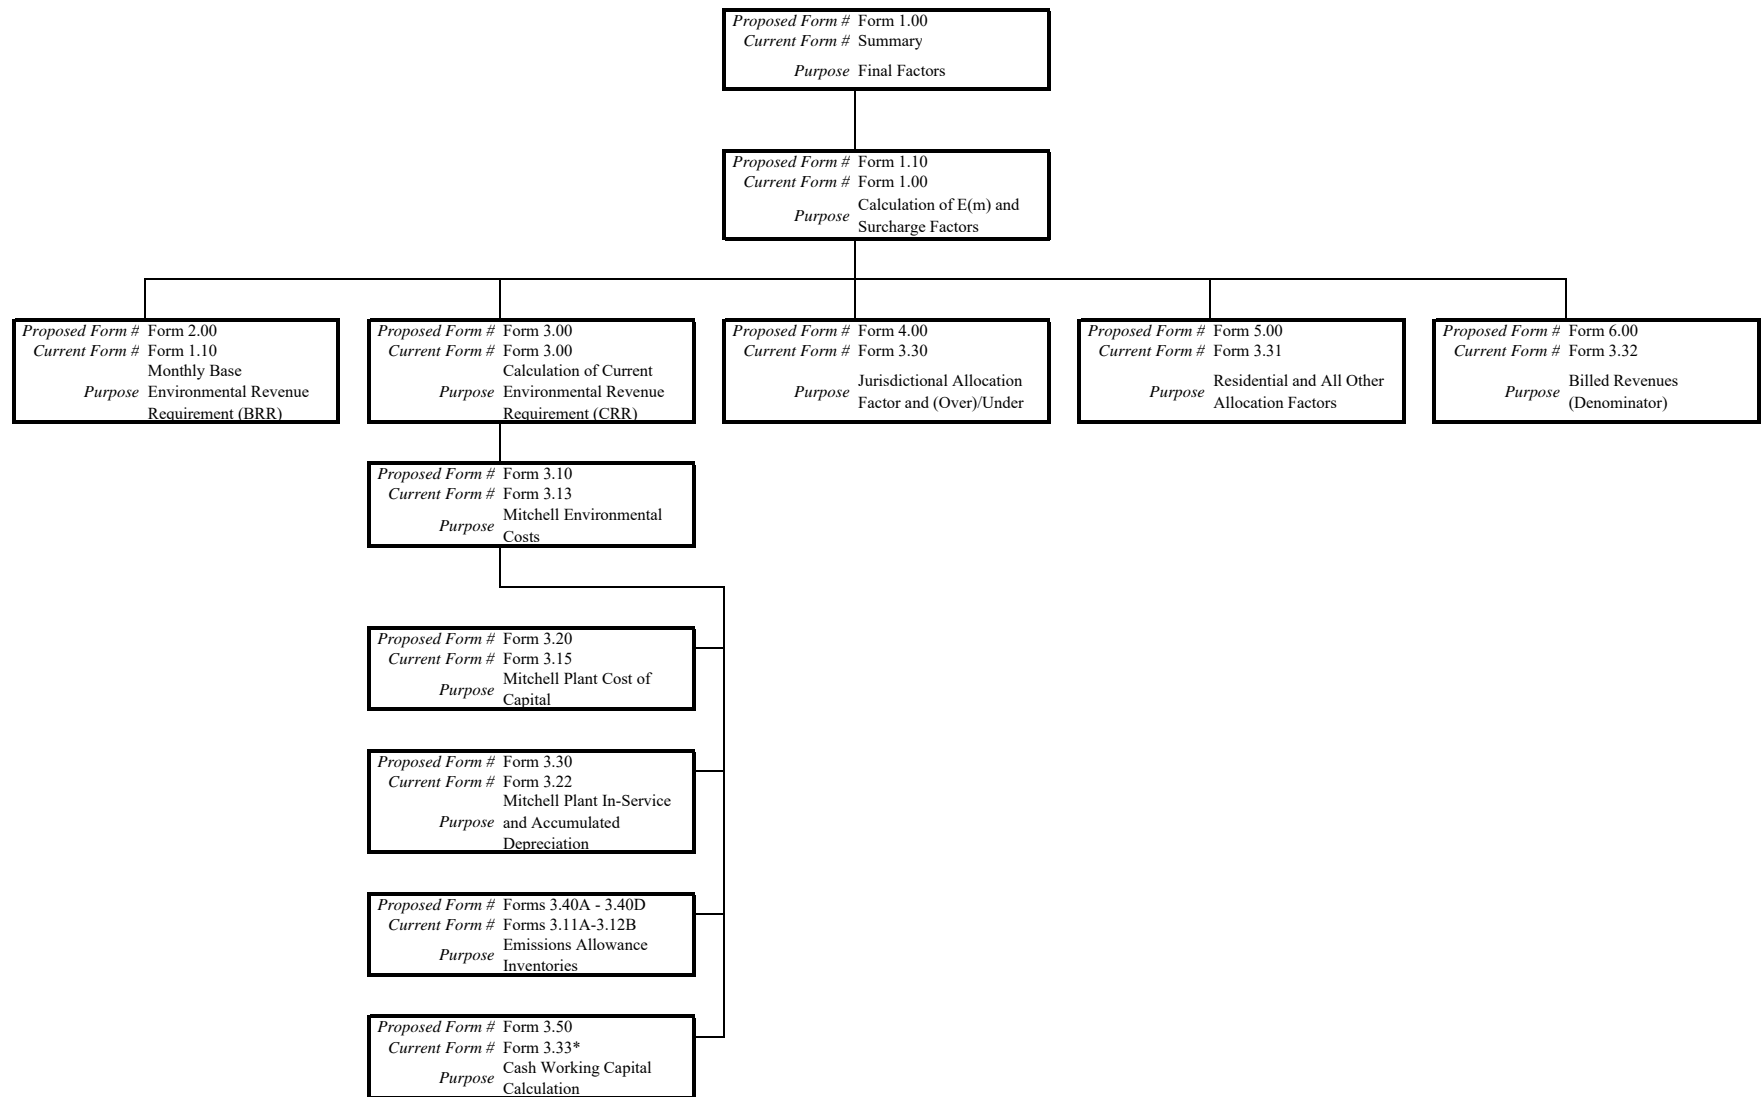 Proposed Form # Form 1.00
Current Form # Summary
Purpose Final Factors
Proposed Form # Form 1.10
Current Form # Form 1.00
Calculation of E(m) and
Purpose
Surcharge Factors
Proposed Form # Form 2.00
Current Form # Form 1.10
Monthly Base
Purpose Environmental Revenue
Requirement (BRR)
Proposed Form # Form 3.00
Current Form # Form 3.00
Calculation of Current
Purpose Environmental Revenue
Requirement (CRR)
Proposed Form # Form 4.00
Current Form # Form 3.30
Jurisdictional Allocation
Purpose
Factor and (Over)/Under
Proposed Form # Form 5.00
Current Form # Form 3.31
Residential and All Other
Purpose
Allocation Factors
Proposed Form # Form 6.00
Current Form # Form 3.32
Billed Revenues
Purpose
(Denominator)
Proposed Form # Form 3.10
Current Form # Form 3.13
Mitchell Environmental
Purpose
Costs
Proposed Form # Form 3.20
Current Form # Form 3.15
Mitchell Plant Cost of
Purpose
Capital
Proposed Form # Form 3.30
Current Form # Form 3.22
Mitchell Plant In-Service
Purpose and Accumulated
Depreciation
Proposed Form # Forms 3.40A - 3.40D
Current Form # Forms 3.11A-3.12B
Emissions Allowance
Purpose
Inventories
Proposed Form # Form 3.50
Current Form # Form 3.33*
Cash Working Capital
Purpose
Calculation